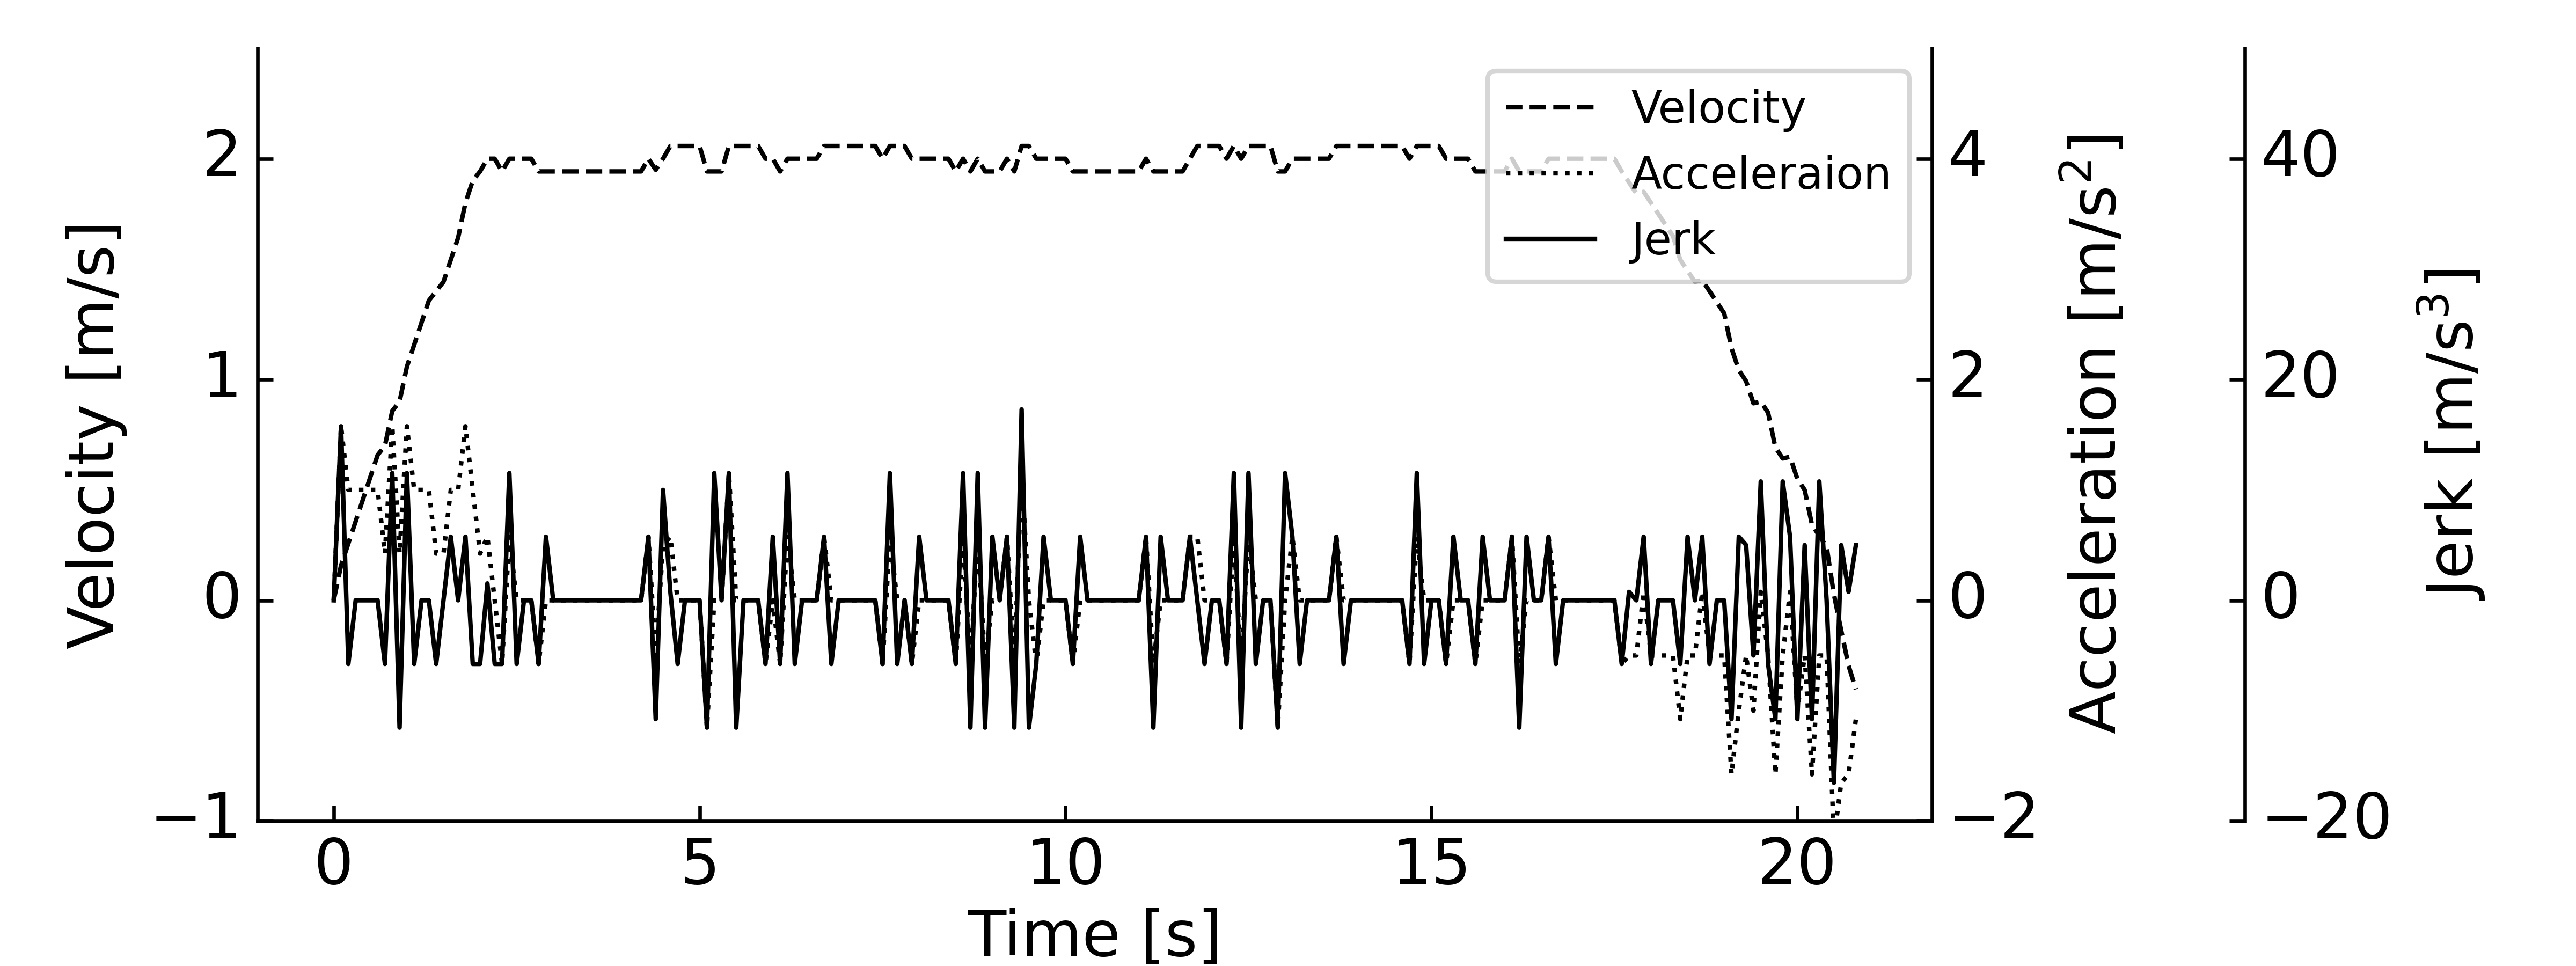 Velocity [m/s]
2
1
0
−1
0 5 10 15 20
Time [s]
Velocity
Acceleraion
Jerk
4
2
0
−2
Acceleration [m/s²]
40
20
0
−20
Jerk [m/s³]